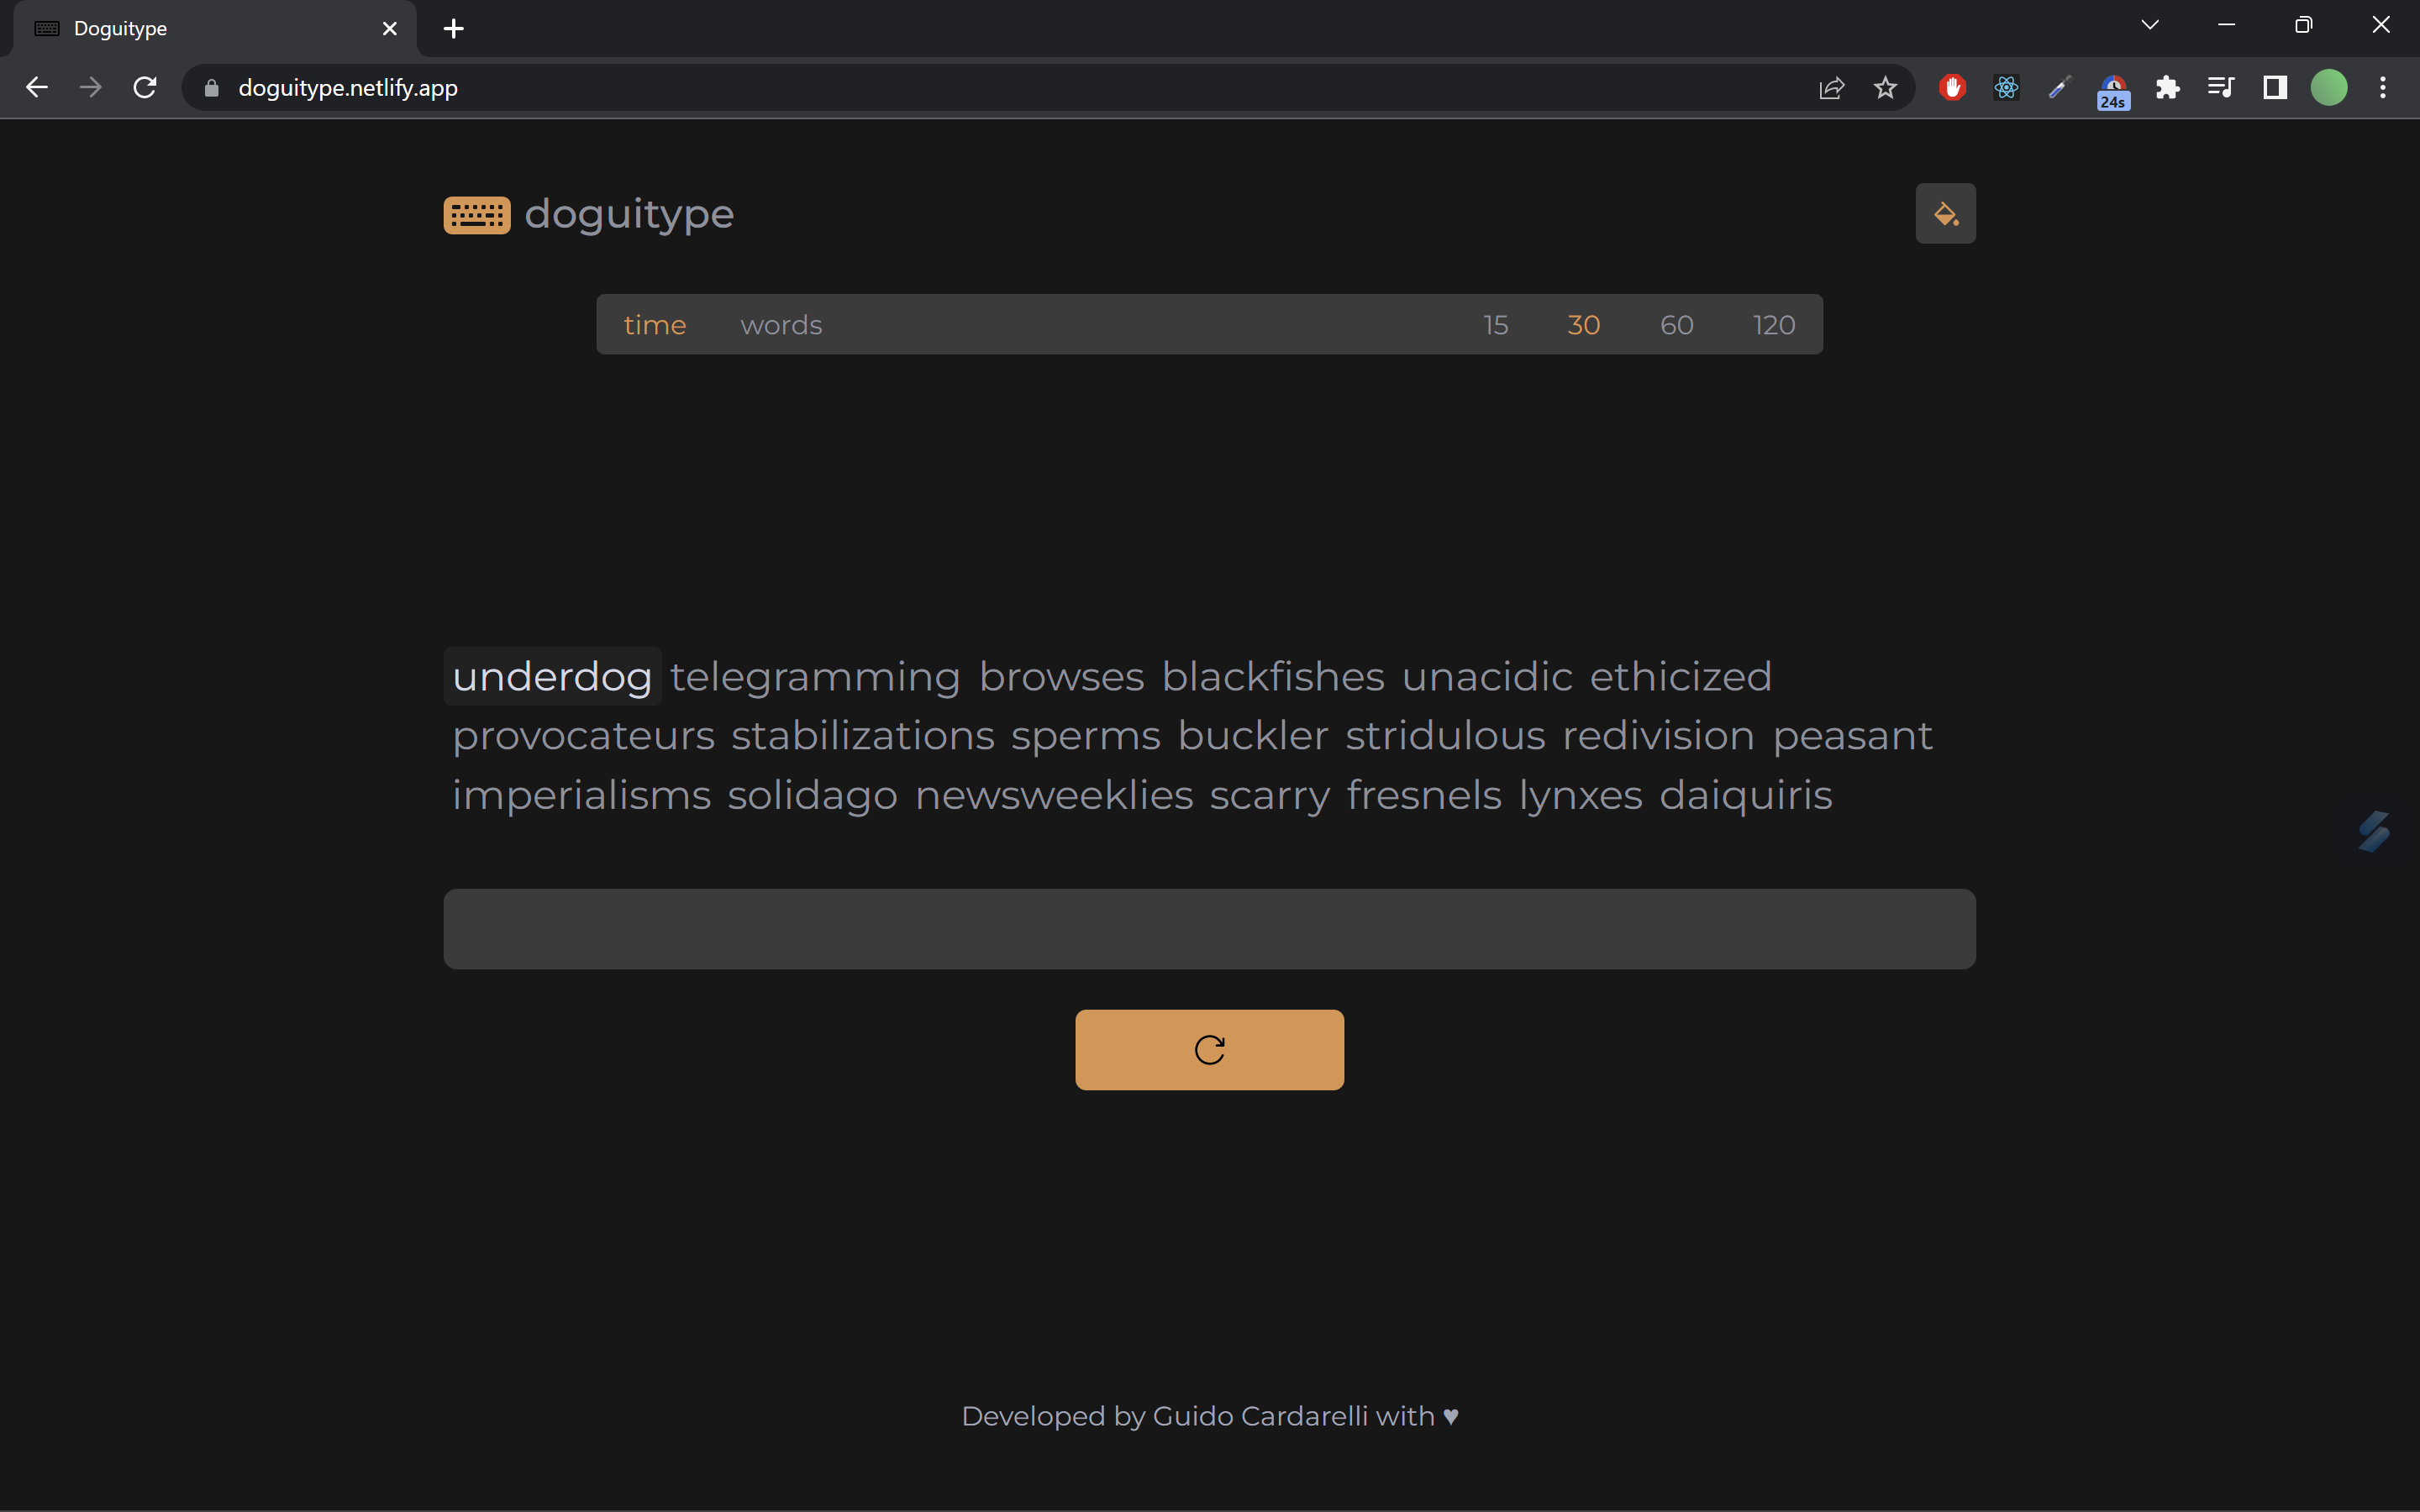 Doguitype
doguitype.netlify.app
24s
doguitype
time words 15 30 60 120
underdog telegramming browses blackfishes unacidic ethicized
provocateurs stabilizations sperms buckler stridulous redivision peasant
imperialisms solidago newsweeklies scarry fresnels lynxes daiquiris
Developed by Guido Cardarelli with ♥